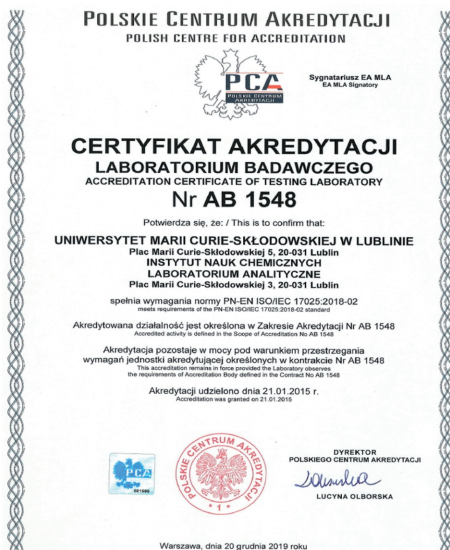 POLSKIE CENTRUM AKREDYTACJI
POLISH CENTRE FOR ACCREDITATION
PCA
POLSKIE CENTRUM
AKREDYTACJI
Sygnatariusz EA MLA
EA MLA Signatory
CERTYFIKAT AKREDYTACJI
LABORATORIUM BADAWCZEGO
ACCREDITATION CERTIFICATE OF TESTING LABORATORY
Nr AB 1548
Potwierdza się, że: / This is to confirm that:
UNIWERSYTET MARII CURIE-SKŁODOWSKIEJ W LUBLINIE
Plac Marii Curie-Skłodowskiej 5, 20-031 Lublin
INSTYTUT NAUK CHEMICZNYCH
LABORATORIUM ANALITYCZNE
Plac Marii Curie-Skłodowskiej 3, 20-031 Lublin
spełnia wymagania normy PN-EN ISO/IEC 17025:2018-02
meets requirements of the PN-EN ISO/IEC 17025:2018-02 standard
Akredytowana działalność jest określona w Zakresie Akredytacji Nr AB 1548
Accredited activity is defined in the Scope of Accreditation No AB 1548
Akredytacja pozostaje w mocy pod warunkiem przestrzegania
wymagań jednostki akredytującej określonych w kontrakcie Nr AB 1548
This accreditation remains in force provided the Laboratory observes
the requirements of Accreditation Body defined in the Contract No AB 1548
Akredytacji udzielono dnia 21.01.2015 r.
Accreditation was granted on 21.01.2015
PCA
POLSKIE CENTRUM AKREDYTACJI
1
DYREKTOR
POLSKIEGO CENTRUM AKREDYTACJI
LUCYNA OLBORSKA
Warszawa, dnia 20 grudnia 2019 roku